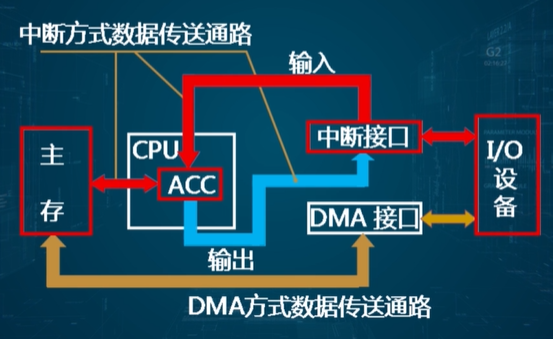 中断方式数据传送通路
输入
主存
CPU
ACC
中断接口
DMA 接口
I/O设备
输出
DMA方式数据传送通路
G2